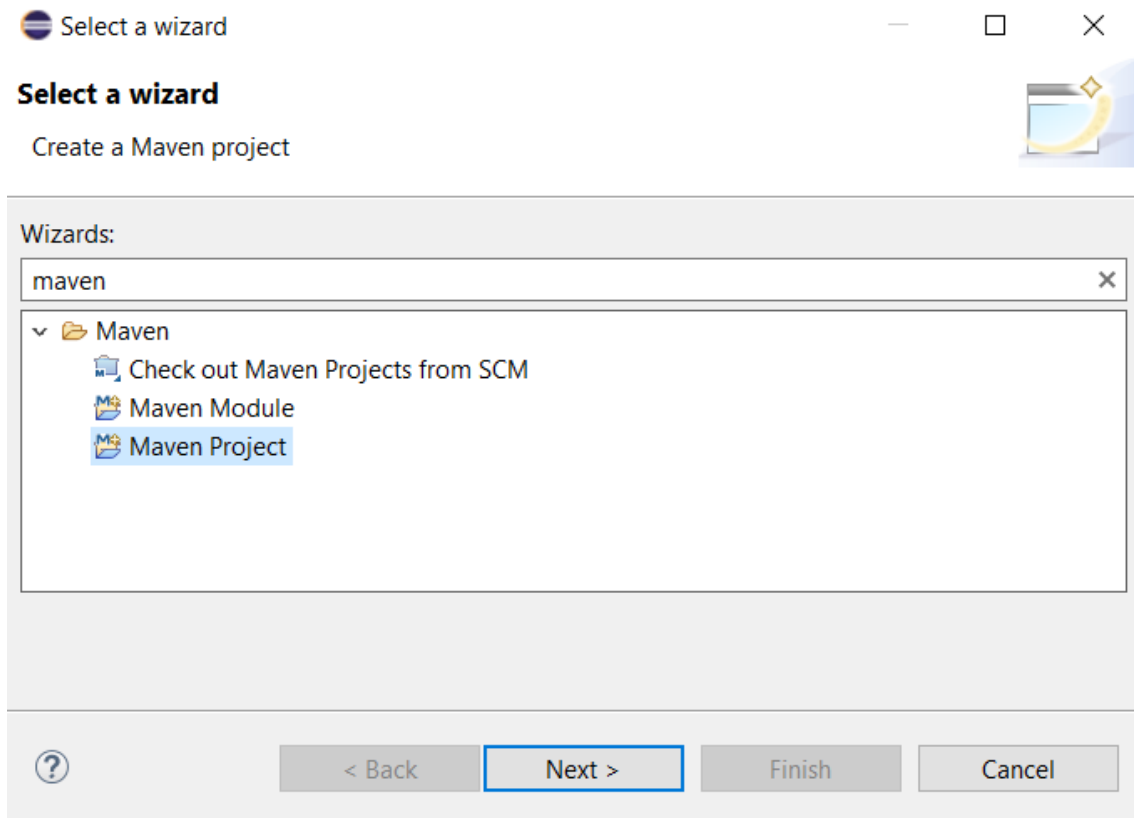 Select a wizard
Select a wizard
Create a Maven project
Wizards:
maven
Maven
Check out Maven Projects from SCM
Maven Module
Maven Project
< Back Next > Finish Cancel